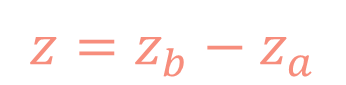 z = z_b − z_a